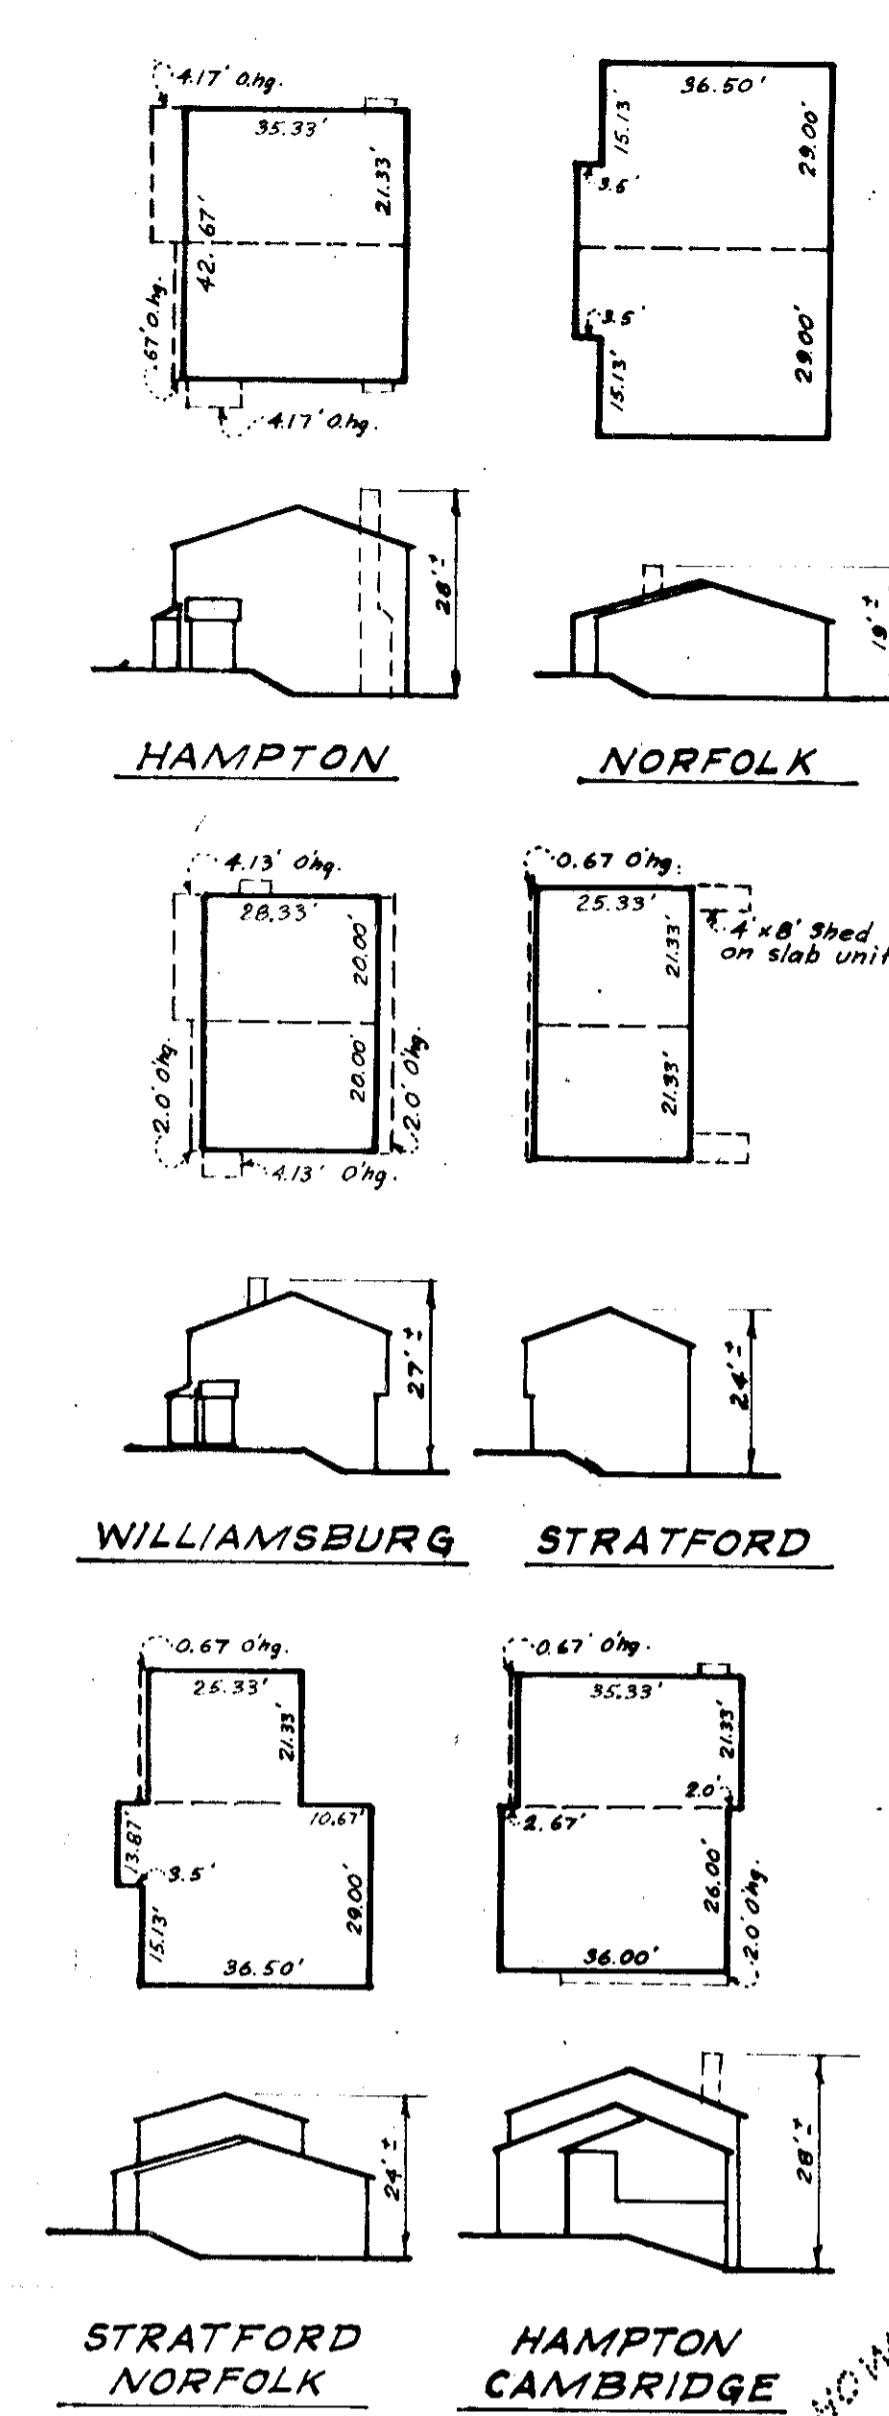 4.17' O.hg.
35.33'
21.33'
42.67'
.67' O.hg.
4.17' O.hg.
28' ±
HAMPTON
36.50'
15.13'
29.00'
3.5'
3.5'
15.13'
29.00'
19' ±
NORFOLK
4.13' O'hg.
28.33'
20.00'
20.00'
2.0' O'hg.
2.0' O'hg.
4.13' O'hg.
27' ±
WILLIAMSBURG
0.67 O'hg.
25.33'
4' x 8' Shed
on slab unit
21.33'
21.33'
24' ±
STRATFORD
0.67 O'hg.
25.33'
21.33'
10.67'
13.87'
3.5'
15.13'
29.00'
36.50'
24' ±
STRATFORD
NORFOLK
0.67' O'hg.
35.33'
21.33'
2.0'
2.67'
26.00'
2.0' O'hg.
36.00'
28' ±
HAMPTON
CAMBRIDGE